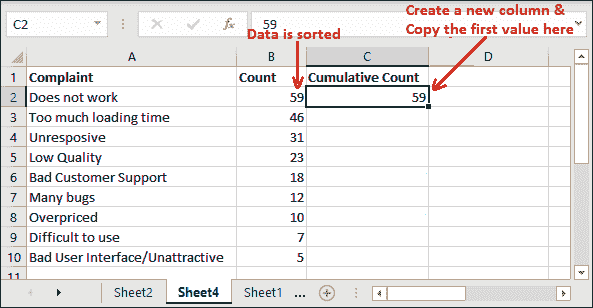 C2
59
Create a new column &
Copy the first value here
Data is sorted
A B C D
1 Complaint Count Cumulative Count
2 Does not work 59 59
3 Too much loading time 46
4 Unresposive 31
5 Low Quality 23
6 Bad Customer Support 18
7 Many bugs 12
8 Overpriced 10
9 Difficult to use 7
10 Bad User Interface/Unattractive 5
11
Sheet2 Sheet4 Sheet1 ...